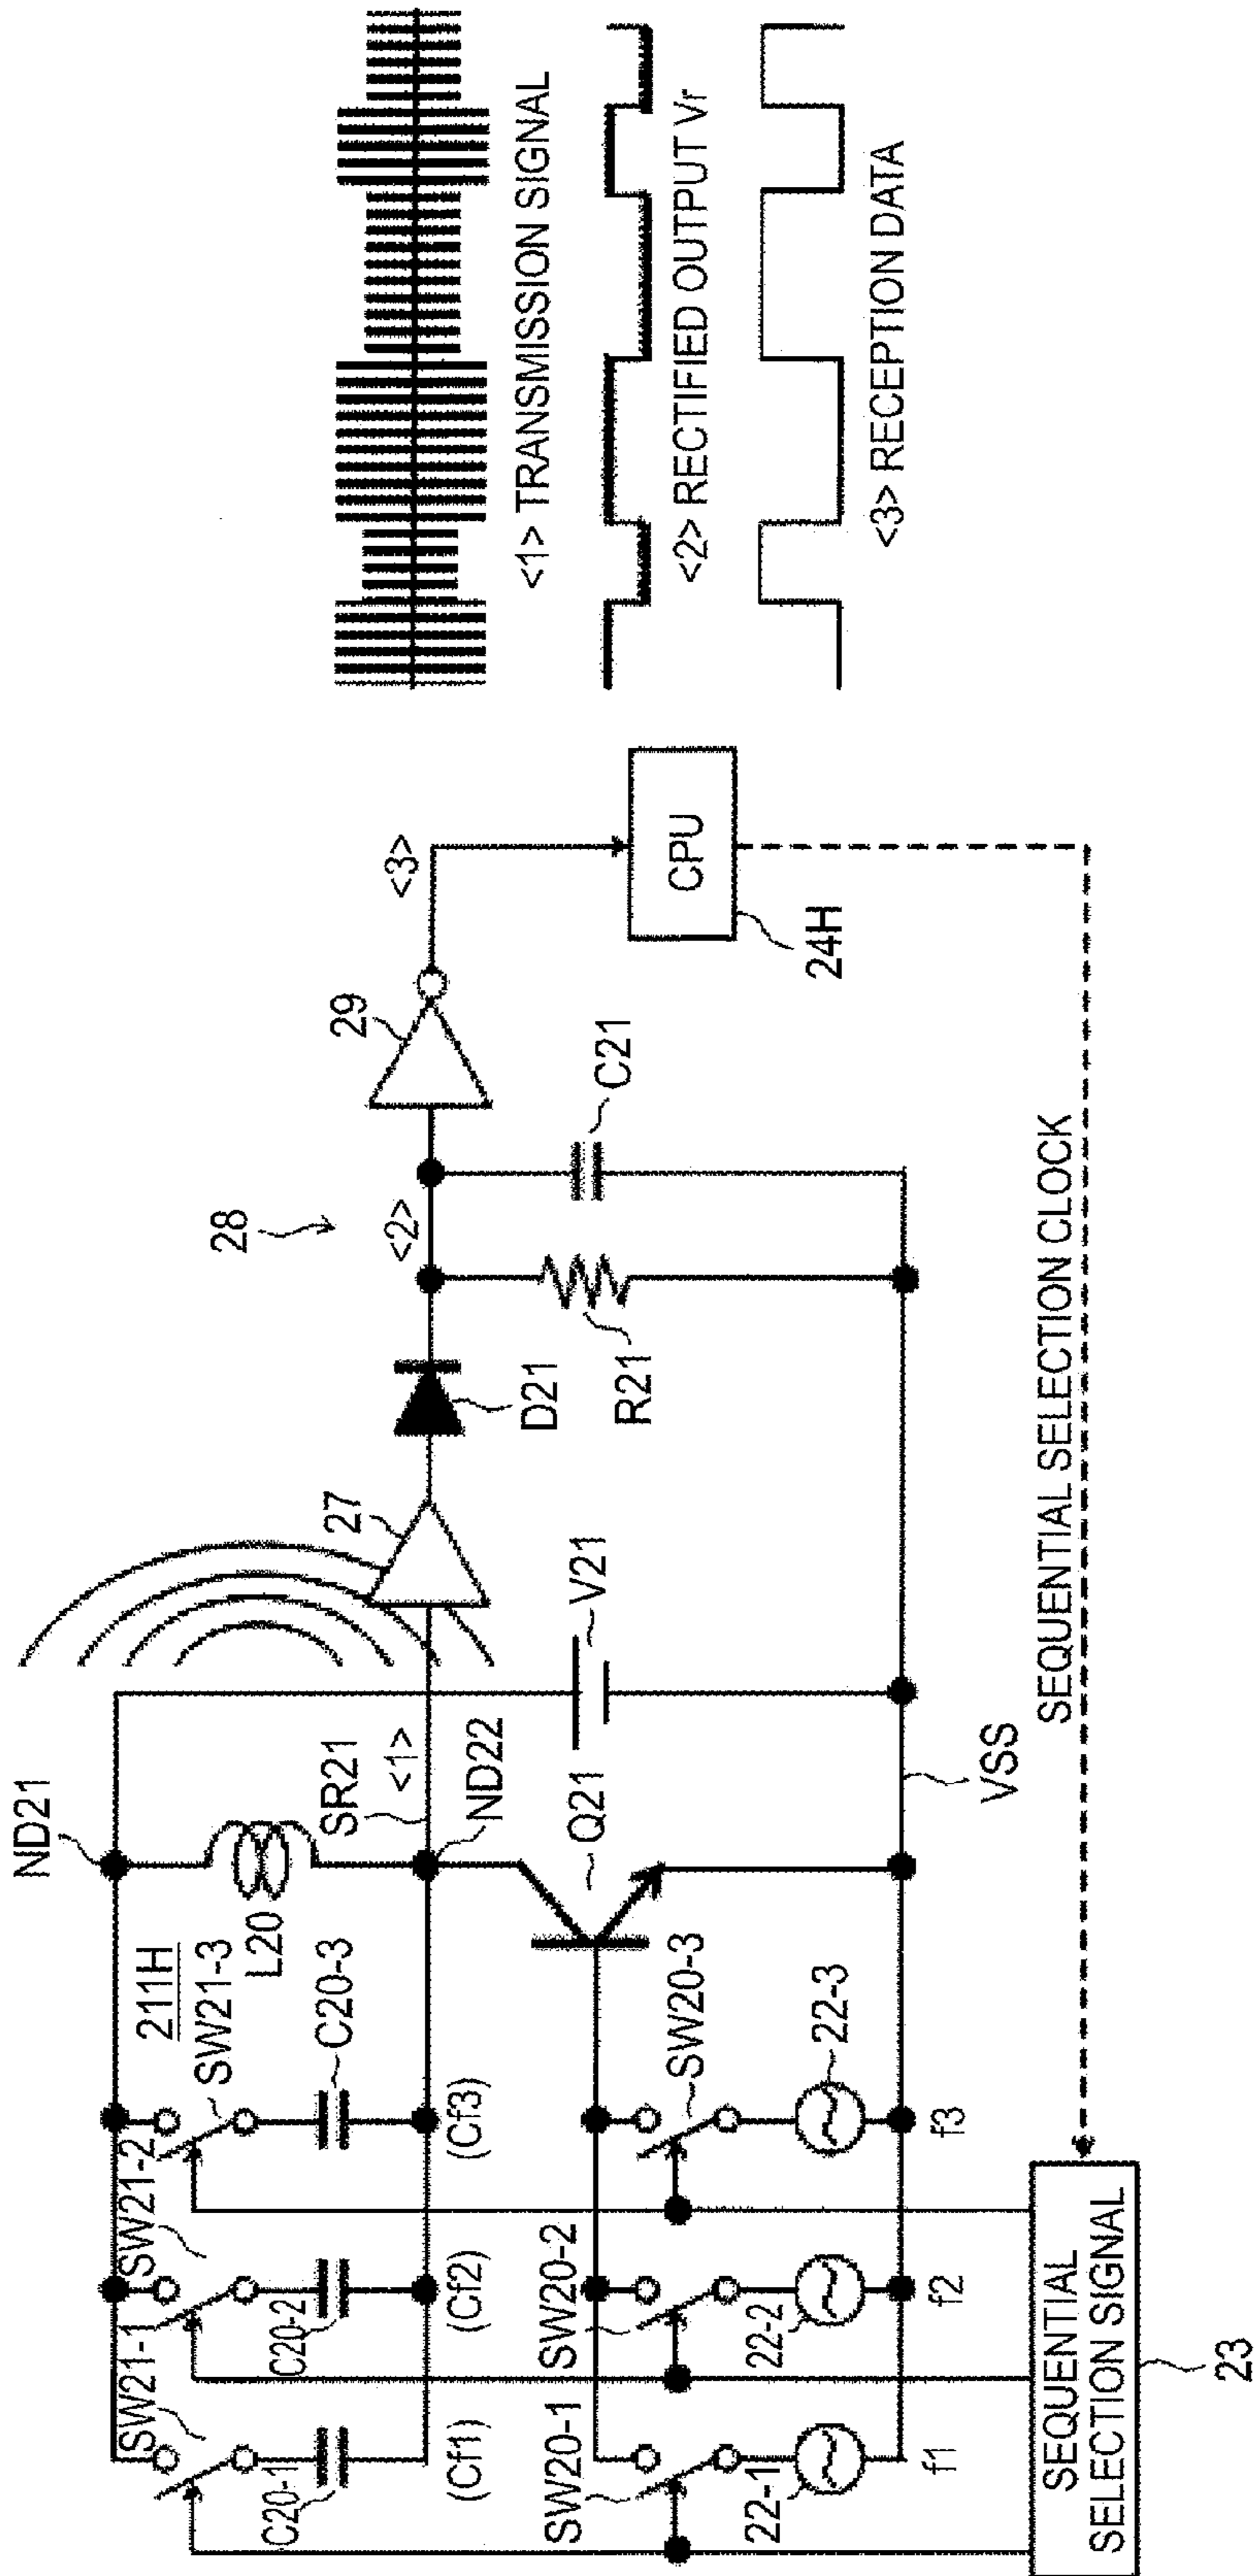 ND21
211H
SW21-1
SW21-2
SW21-3
L20
C20-1
C20-2
C20-3
(Cf1)
(Cf2)
(Cf3)
SR21
<1>
ND22
27
28
29
<2>
<3>
D21
R21
C21
V21
Q21
CPU
24H
SW20-1
SW20-2
SW20-3
22-1
22-2
22-3
f1
f2
f3
VSS
SEQUENTIAL SELECTION CLOCK
SEQUENTIAL
SELECTION SIGNAL
23
<1> TRANSMISSION SIGNAL
<2> RECTIFIED OUTPUT Vr
<3> RECEPTION DATA